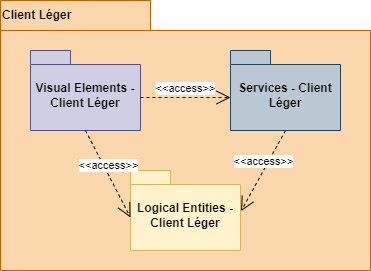 Client Léger
Visual Elements -
Client Léger
<<access>>
Services - Client
Léger
<<access>>
<<access>>
Logical Entities -
Client Léger